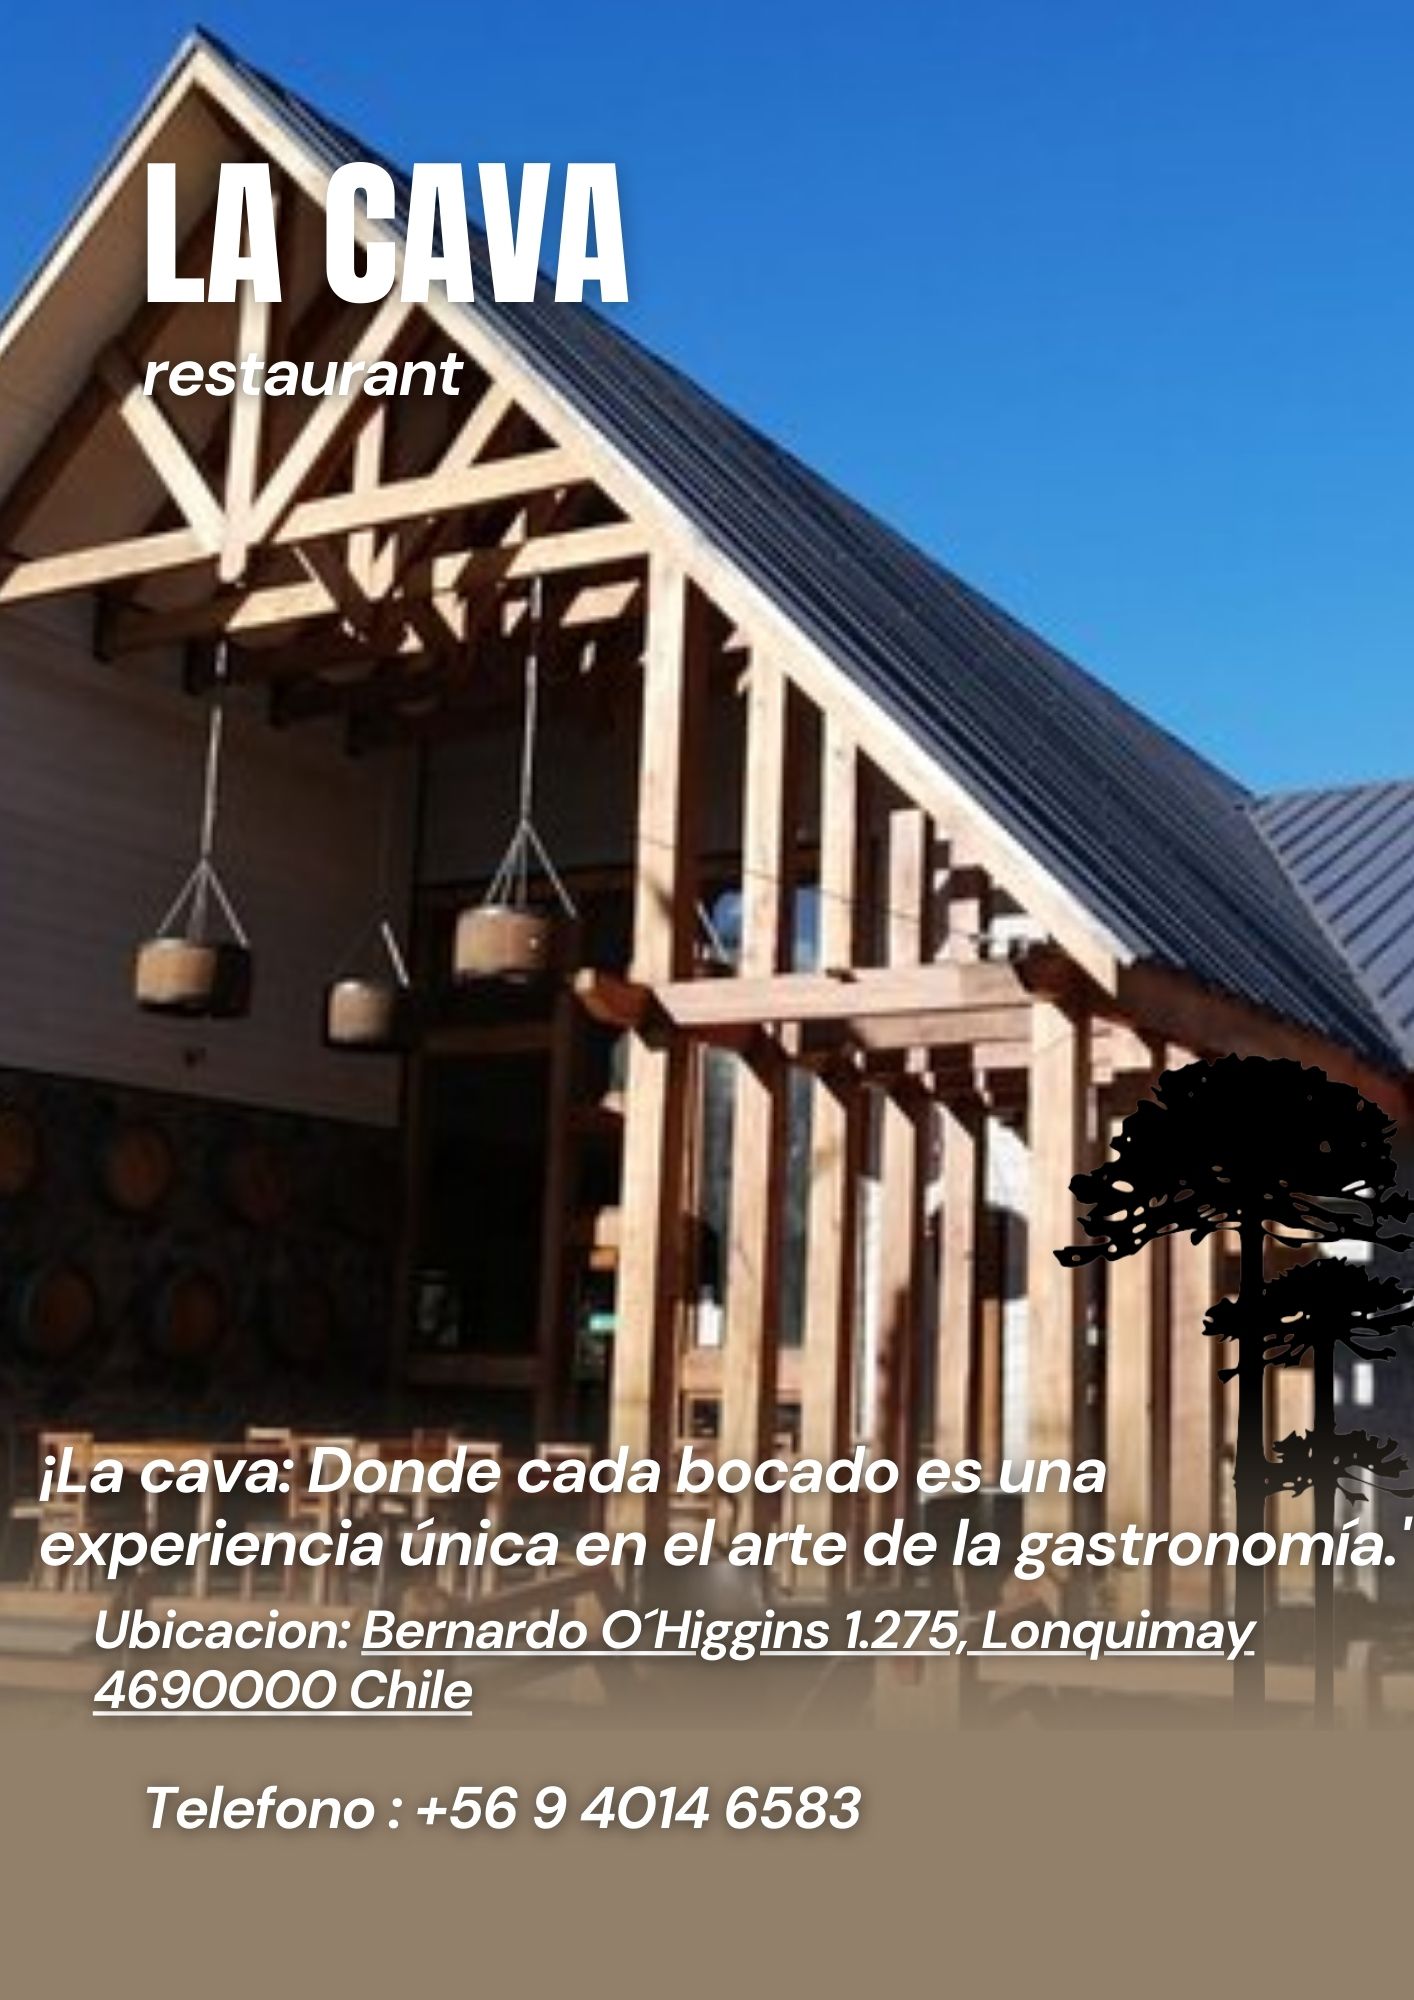 LA CAVA
restaurant
¡La cava: Donde cada bocado es una
experiencia única en el arte de la gastronomía.'
Ubicacion: Bernardo O´Higgins 1.275, Lonquimay
4690000 Chile
Telefono : +56 9 4014 6583